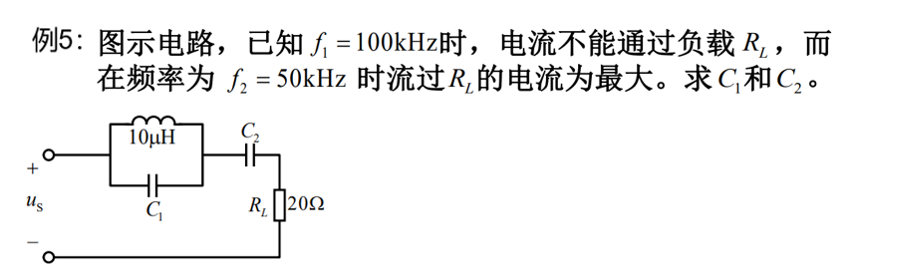 例5：图示电路，已知 f₁ =100kHz时，电流不能通过负载 R_L，而
在频率为 f₂ = 50kHz 时流过R_L的电流为最大。求C₁和C₂。
10μH
C₂
+
u_s
C₁
R_L 20Ω
−